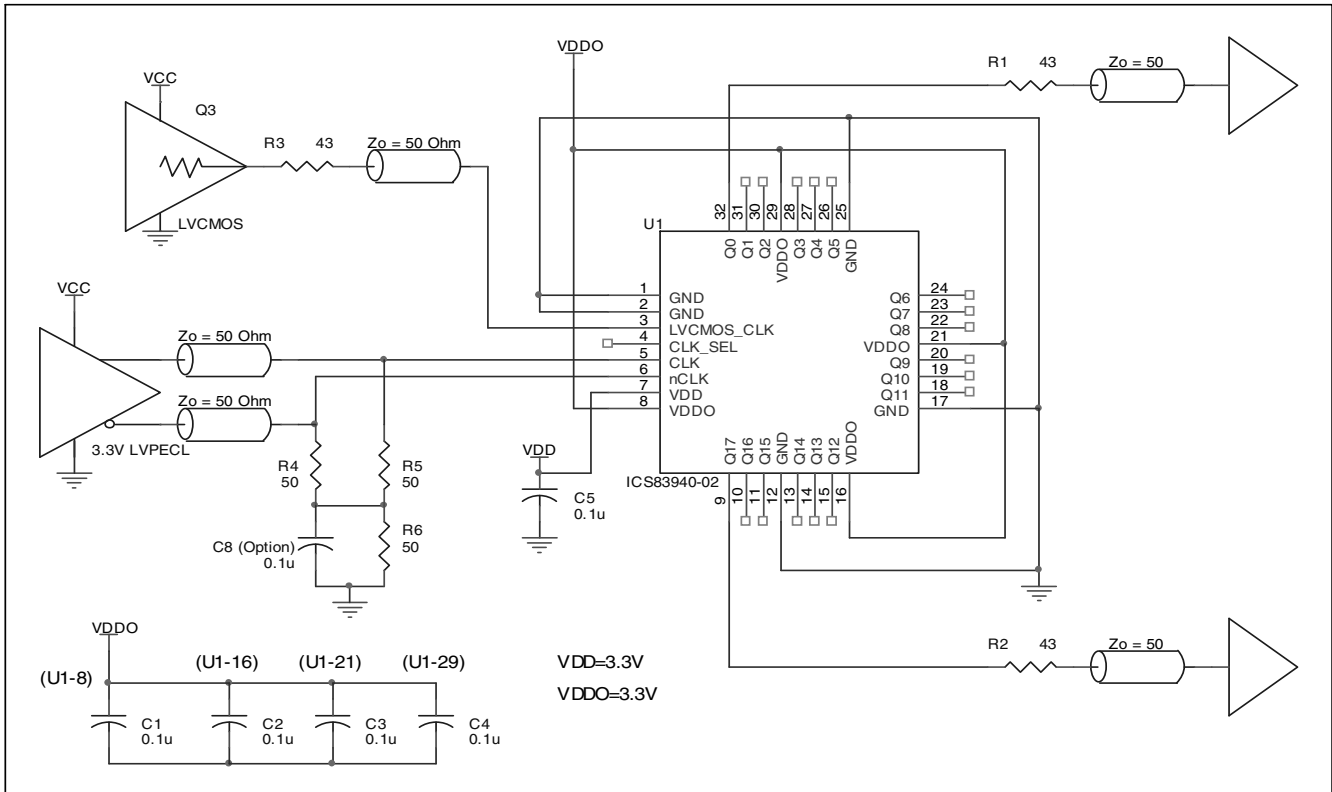 VDDO
R1 43 Zo = 50
VCC
Q3
R3 43 Zo = 50 Ohm
LVCMOS
U1
32 31 30 29 28 27 26 25
Q0 Q1 Q2 VDDO Q3 Q4 Q5 GND
1 GND
2 GND
3 LVCMOS_CLK
4 CLK_SEL
5 CLK
6 nCLK
7 VDD
8 VDDO
Q6 24
Q7 23
Q8 22
VDDO 21
Q9 20
Q10 19
Q11 18
GND 17
Q17 Q16 Q15 GND Q14 Q13 Q12 VDDO
9 10 11 12 13 14 15 16
ICS83940-02
VCC
Zo = 50 Ohm
Zo = 50 Ohm
3.3V LVPECL
R4
50
R5
50
R6
50
C8 (Option)
0.1u
VDD
C5
0.1u
R2 43 Zo = 50
VDDO
(U1-8)
(U1-16)
(U1-21)
(U1-29)
C1
0.1u
C2
0.1u
C3
0.1u
C4
0.1u
VDD=3.3V
VDDO=3.3V